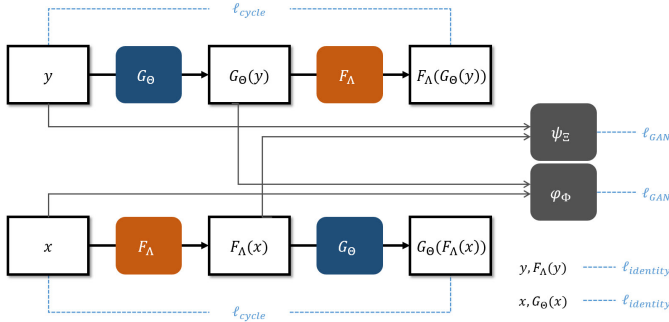 ℓ_cycle
y G_Θ G_Θ(y) F_Λ F_Λ(G_Θ(y))
ψ_Ξ ℓ_GAN
φ_Φ ℓ_GAN
x F_Λ F_Λ(x) G_Θ G_Θ(F_Λ(x))
y, F_Λ(y) ℓ_identity
ℓ_cycle
x, G_Θ(x) ℓ_identity